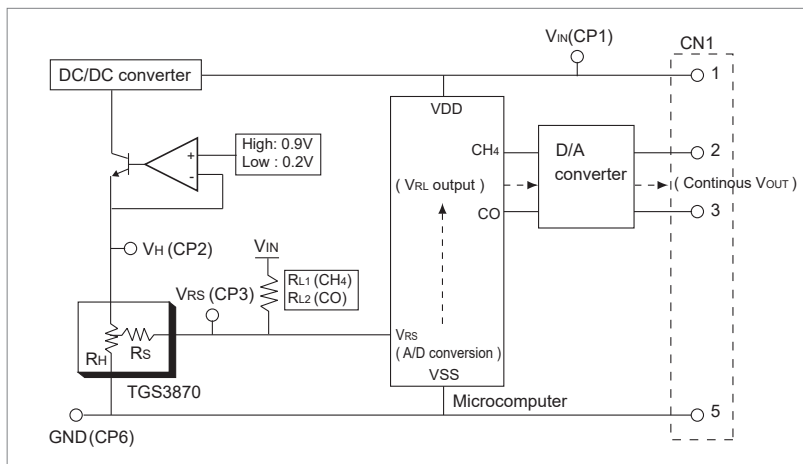 VIN(CP1)
CN1
DC/DC converter
1
VDD
High: 0.9V
Low : 0.2V
+
-
CH4
D/A
converter
2
( VRL output )
( Continous VOUT )
CO
3
VH (CP2)
VIN
VRS (CP3)
RL1 (CH4)
RL2 (CO)
VRS
( A/D conversion )
RH
RS
VSS
TGS3870
Microcomputer
5
GND (CP6)